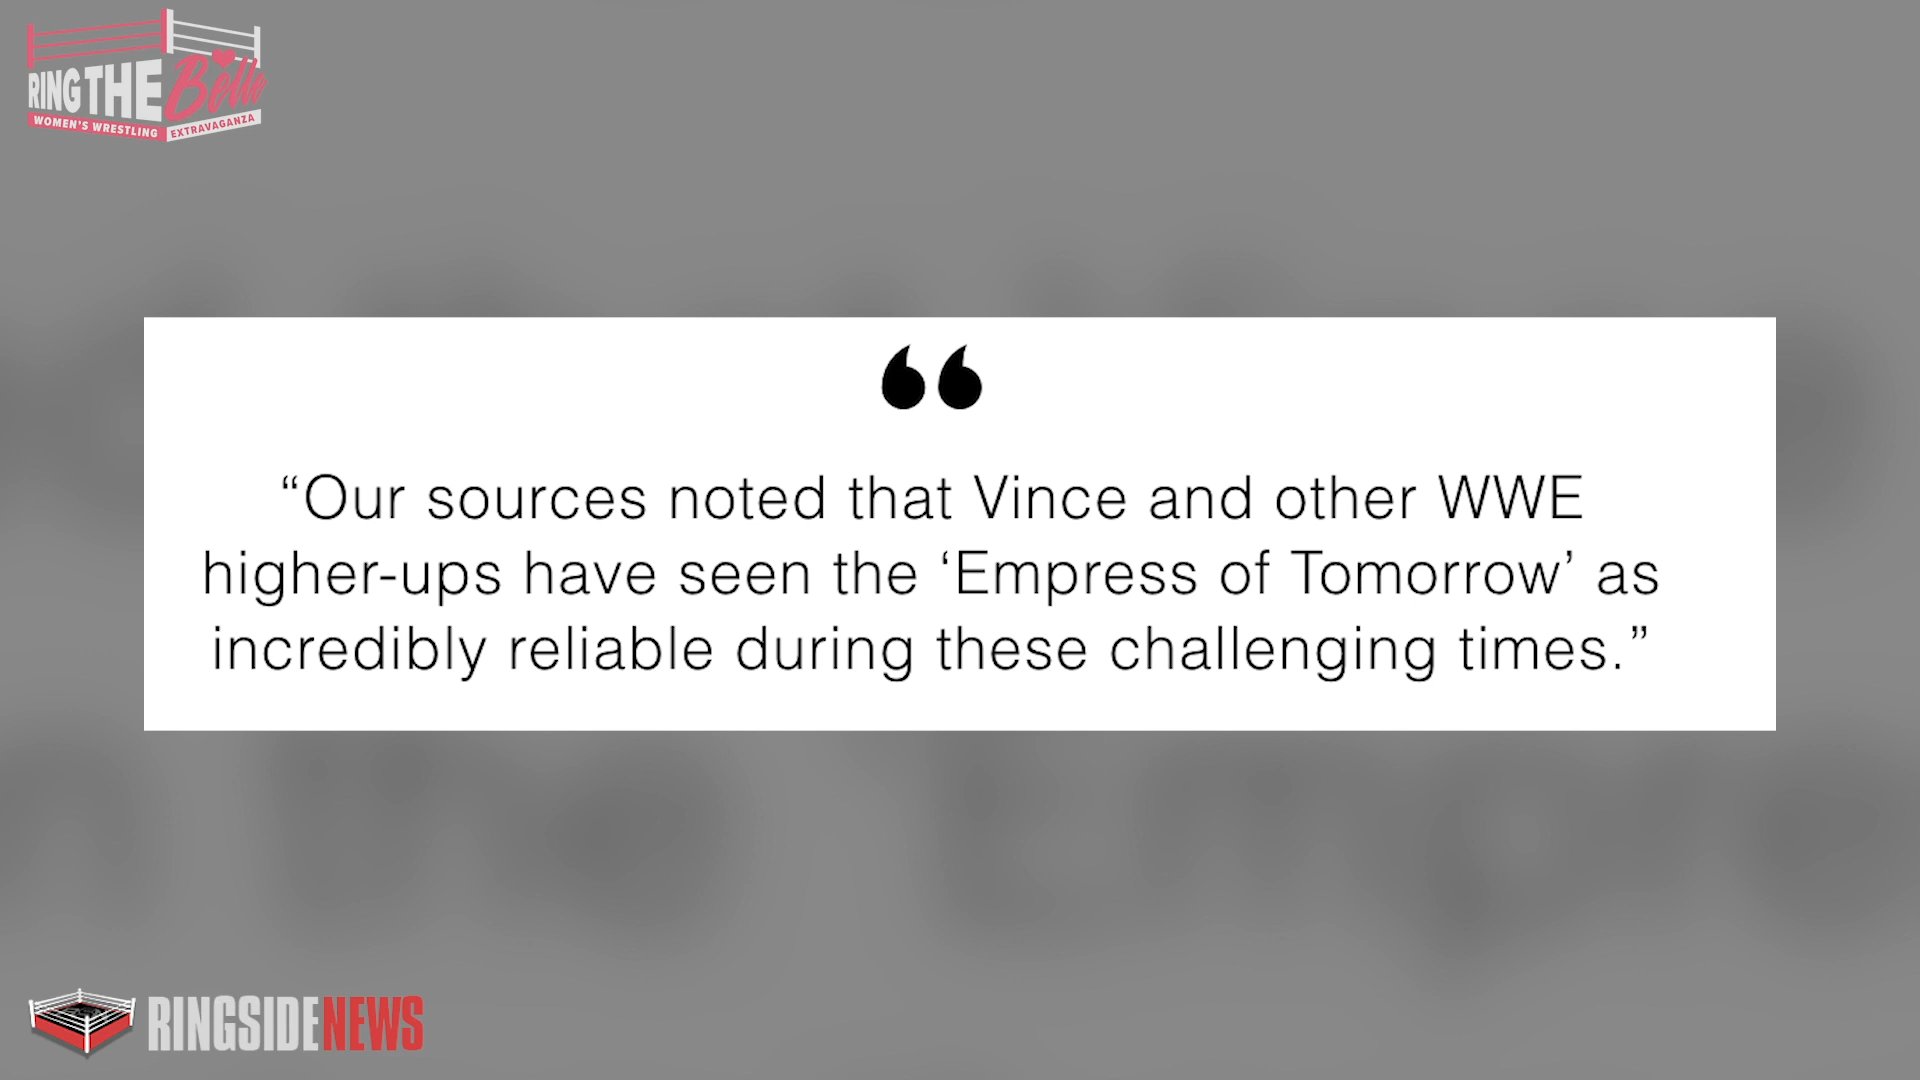 RING THE Belle
WOMEN'S WRESTLING EXTRAVAGANZA
“Our sources noted that Vince and other WWE
higher-ups have seen the ‘Empress of Tomorrow’ as
incredibly reliable during these challenging times.”
RINGSIDENEWS